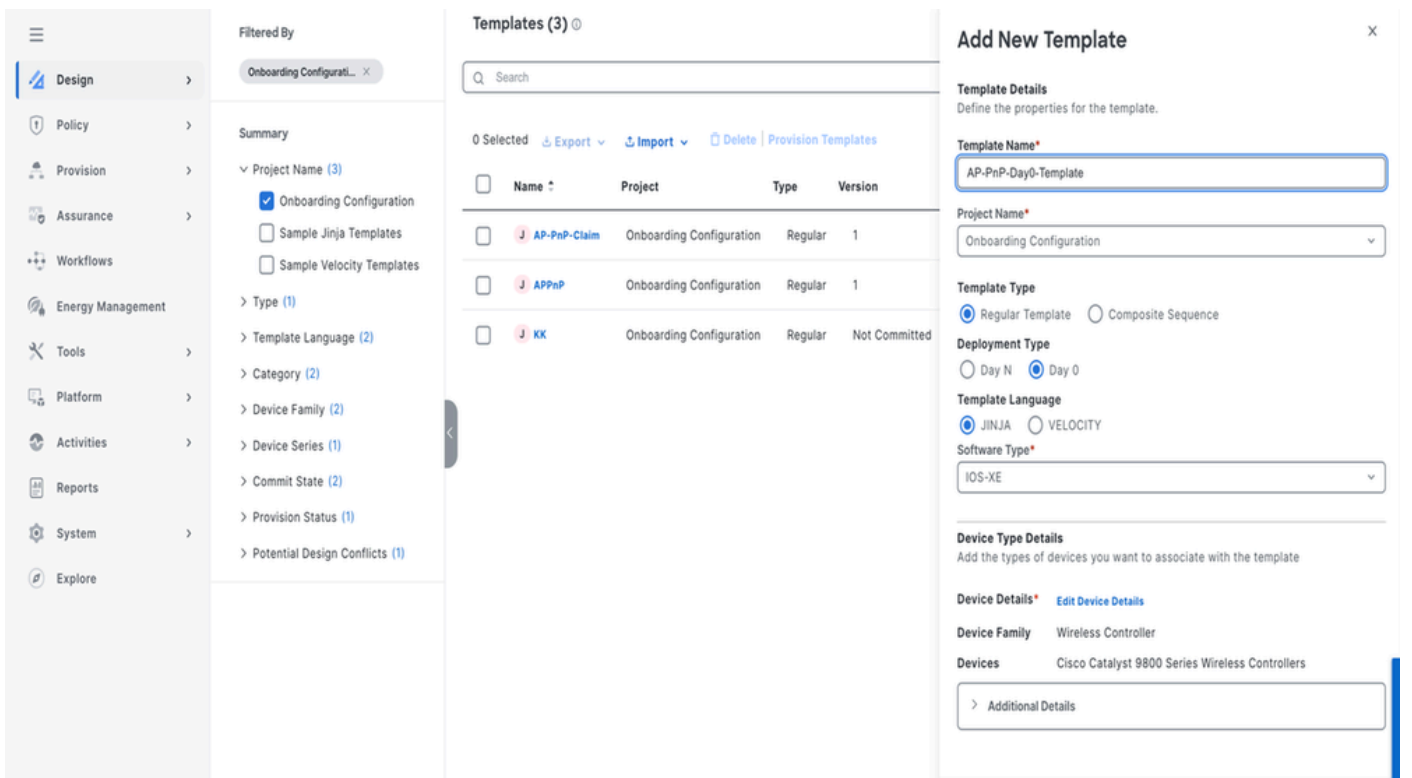 Design
Policy
Provision
Assurance
Workflows
Energy Management
Tools
Platform
Activities
Reports
System
Explore
Filtered By
Onboarding Configurati...
Summary
Project Name (3)
Onboarding Configuration
Sample Jinja Templates
Sample Velocity Templates
Type (1)
Template Language (2)
Category (2)
Device Family (2)
Device Series (1)
Commit State (2)
Provision Status (1)
Potential Design Conflicts (1)
Templates (3)
Search
0 Selected Export Import Delete Provision Templates
Name Project Type Version
J AP-PnP-Claim Onboarding Configuration Regular 1
J APPnP Onboarding Configuration Regular 1
J KK Onboarding Configuration Regular Not Committed
Add New Template
Template Details
Define the properties for the template.
Template Name*
AP-PnP-Day0-Template
Project Name*
Onboarding Configuration
Template Type
Regular Template Composite Sequence
Deployment Type
Day N Day 0
Template Language
JINJA VELOCITY
Software Type*
IOS-XE
Device Type Details
Add the types of devices you want to associate with the template
Device Details* Edit Device Details
Device Family Wireless Controller
Devices Cisco Catalyst 9800 Series Wireless Controllers
Additional Details